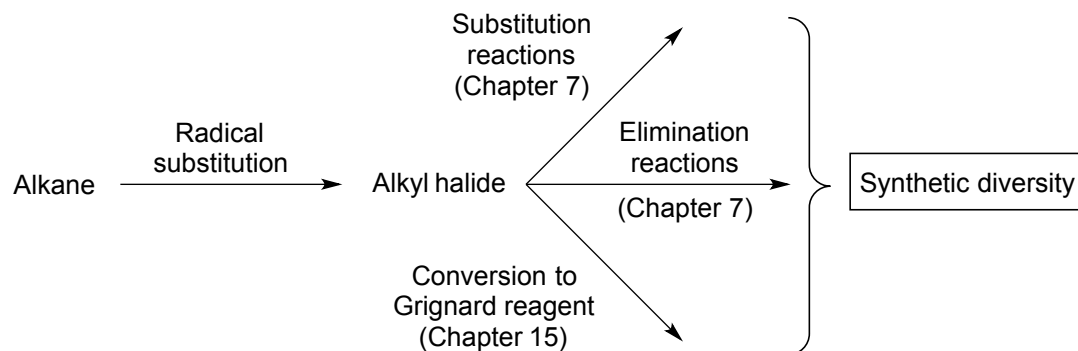 Substitution
reactions
(Chapter 7)
Radical
substitution
Elimination
reactions
Alkane
Alkyl halide
Synthetic diversity
(Chapter 7)
Conversion to
Grignard reagent
(Chapter 15)